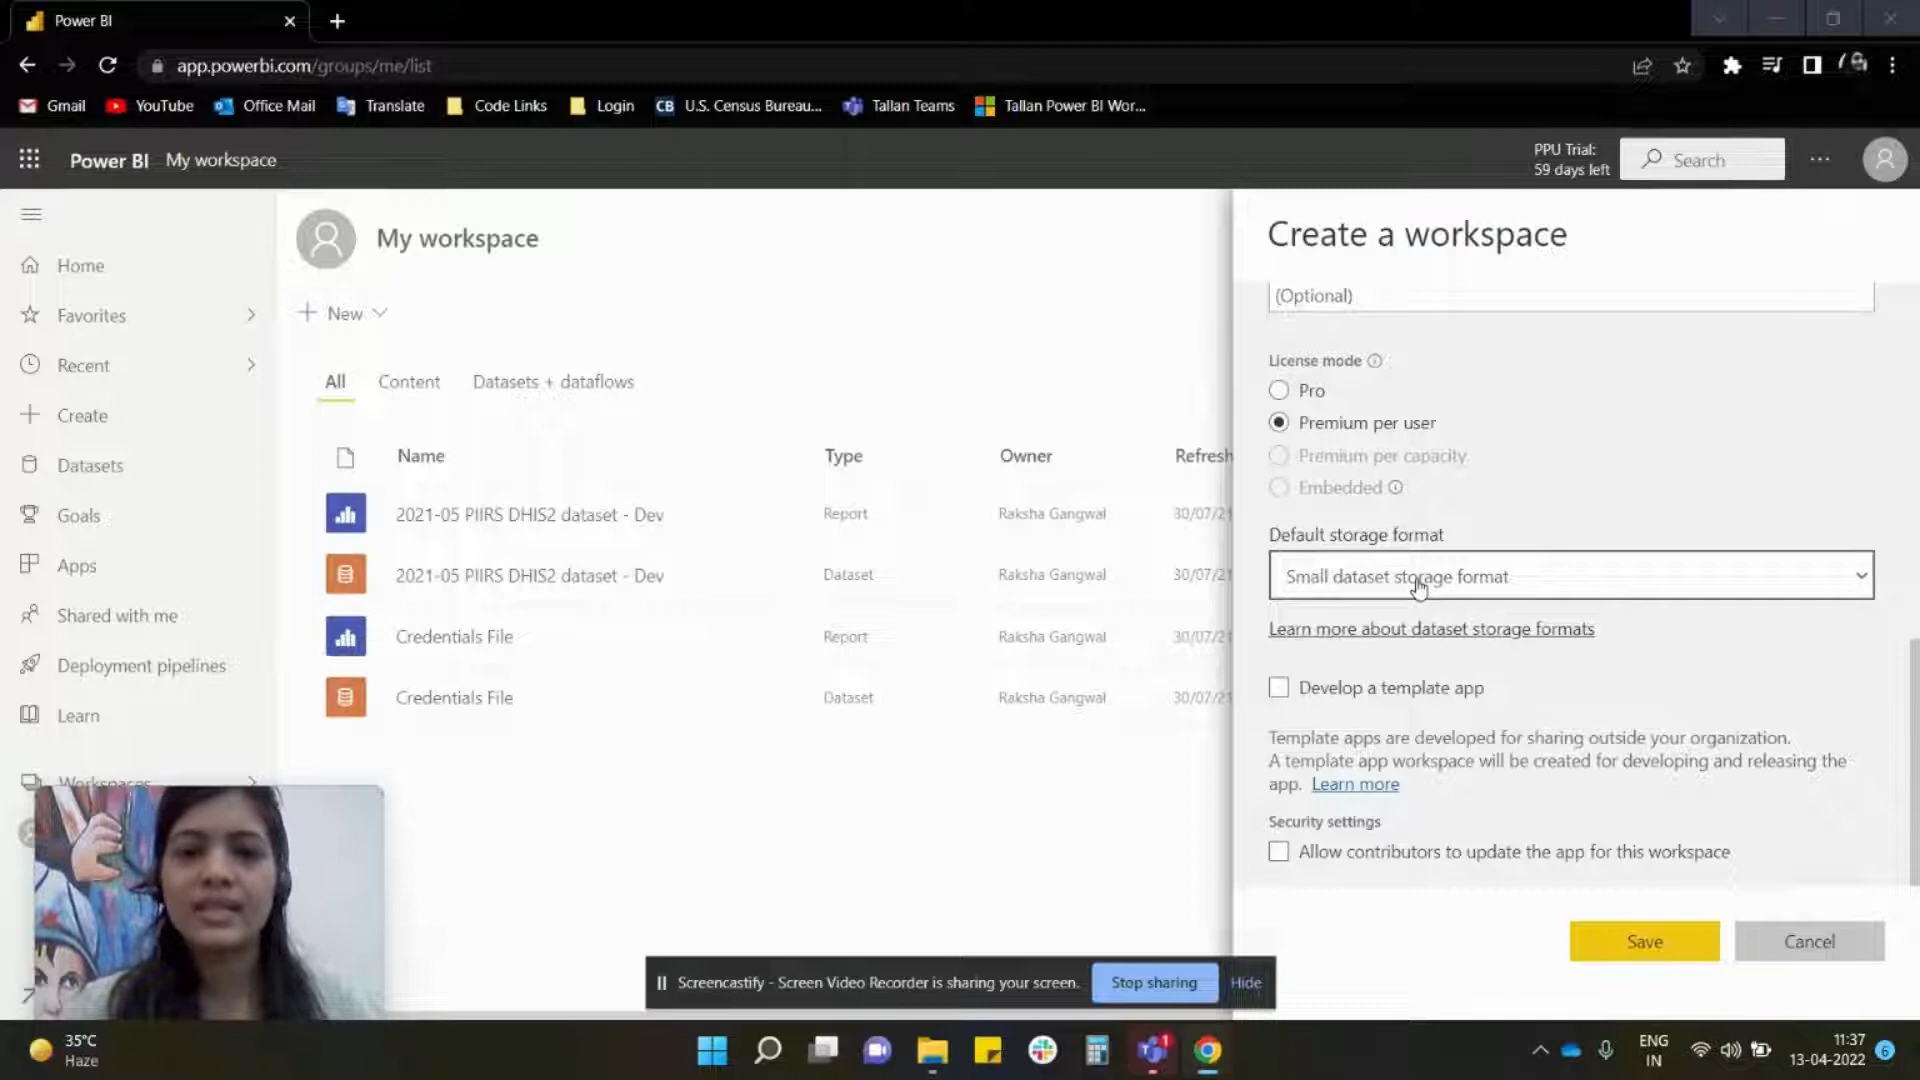 Power BI
app.powerbi.com/groups/me/list
Gmail YouTube Office Mail Translate Code Links Login CB U.S. Census Bureau... Tallan Teams Tallan Power BI Wor...
Power BI My workspace
PPU Trial:
59 days left
Search
Home
Favorites
Recent
Create
Datasets
Goals
Apps
Shared with me
Deployment pipelines
Learn
Workspaces
My workspace
New
All Content Datasets + dataflows
Name Type Owner Refresh
2021-05 PIIRS DHIS2 dataset - Dev Report Raksha Gangwal 30/07/21
2021-05 PIIRS DHIS2 dataset - Dev Dataset Raksha Gangwal 30/07/21
Credentials File Report Raksha Gangwal 30/07/21
Credentials File Dataset Raksha Gangwal 30/07/21
Create a workspace
(Optional)
License mode
Pro
Premium per user
Premium per capacity
Embedded
Default storage format
Small dataset storage format
Learn more about dataset storage formats
Develop a template app
Template apps are developed for sharing outside your organization.
A template app workspace will be created for developing and releasing the
app. Learn more
Security settings
Allow contributors to update the app for this workspace
Save Cancel
Screencastify - Screen Video Recorder is sharing your screen. Stop sharing Hide
35°C
Haze
1
ENG
IN
11:37
13-04-2022
6